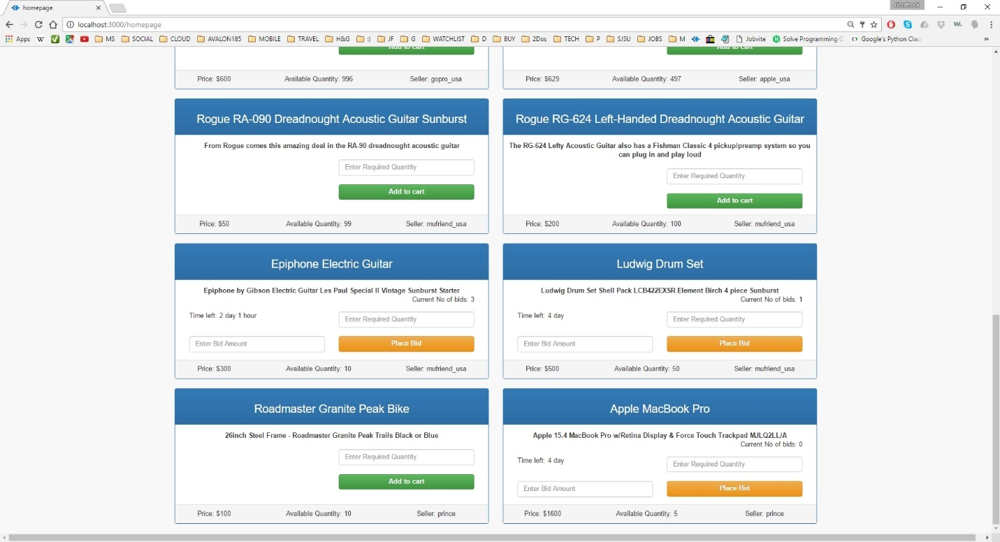 homepage
riotofrock
localhost:3000/homepage
Apps MS SOCIAL CLOUD AVALON185 MOBILE TRAVEL H&G :) JF G WATCHLIST D BUY 2Dos TECH P SJSU JOBS M Jobvite Solve Programming Google's Python Clas
Add to cart Add to cart
Price: $600 Available Quantity: 996 Seller: gopro_usa
Price: $629 Available Quantity: 497 Seller: apple_usa
Rogue RA-090 Dreadnought Acoustic Guitar Sunburst
From Rogue comes this amazing deal in the RA-90 dreadnought acoustic guitar
Enter Required Quantity
Add to cart
Price: $50 Available Quantity: 99 Seller: mufriend_usa
Rogue RG-624 Left-Handed Dreadnought Acoustic Guitar
The RG-624 Lefty Acoustic Guitar also has a Fishman Classic 4 pickup/preamp system so you
can plug in and play loud
Enter Required Quantity
Add to cart
Price: $200 Available Quantity: 100 Seller: mufriend_usa
Epiphone Electric Guitar
Epiphone by Gibson Electric Guitar Les Paul Special II Vintage Sunburst Starter
Current No of bids: 3
Time left: 2 day 1 hour Enter Required Quantity
Enter Bid Amount Place Bid
Price: $300 Available Quantity: 10 Seller: mufriend_usa
Ludwig Drum Set
Ludwig Drum Set Shell Pack LCB422EXSR Element Birch 4 piece Sunburst
Current No of bids: 1
Time left: 4 day Enter Required Quantity
Enter Bid Amount Place Bid
Price: $500 Available Quantity: 50 Seller: mufriend_usa
Roadmaster Granite Peak Bike
26inch Steel Frame - Roadmaster Granite Peak Trails Black or Blue
Enter Required Quantity
Add to cart
Price: $100 Available Quantity: 10 Seller: prince
Apple MacBook Pro
Apple 15.4 MacBook Pro w/Retina Display & Force Touch Trackpad MJLQ2LL/A
Current No of bids: 0
Time left: 4 day Enter Required Quantity
Enter Bid Amount Place Bid
Price: $1600 Available Quantity: 5 Seller: prince